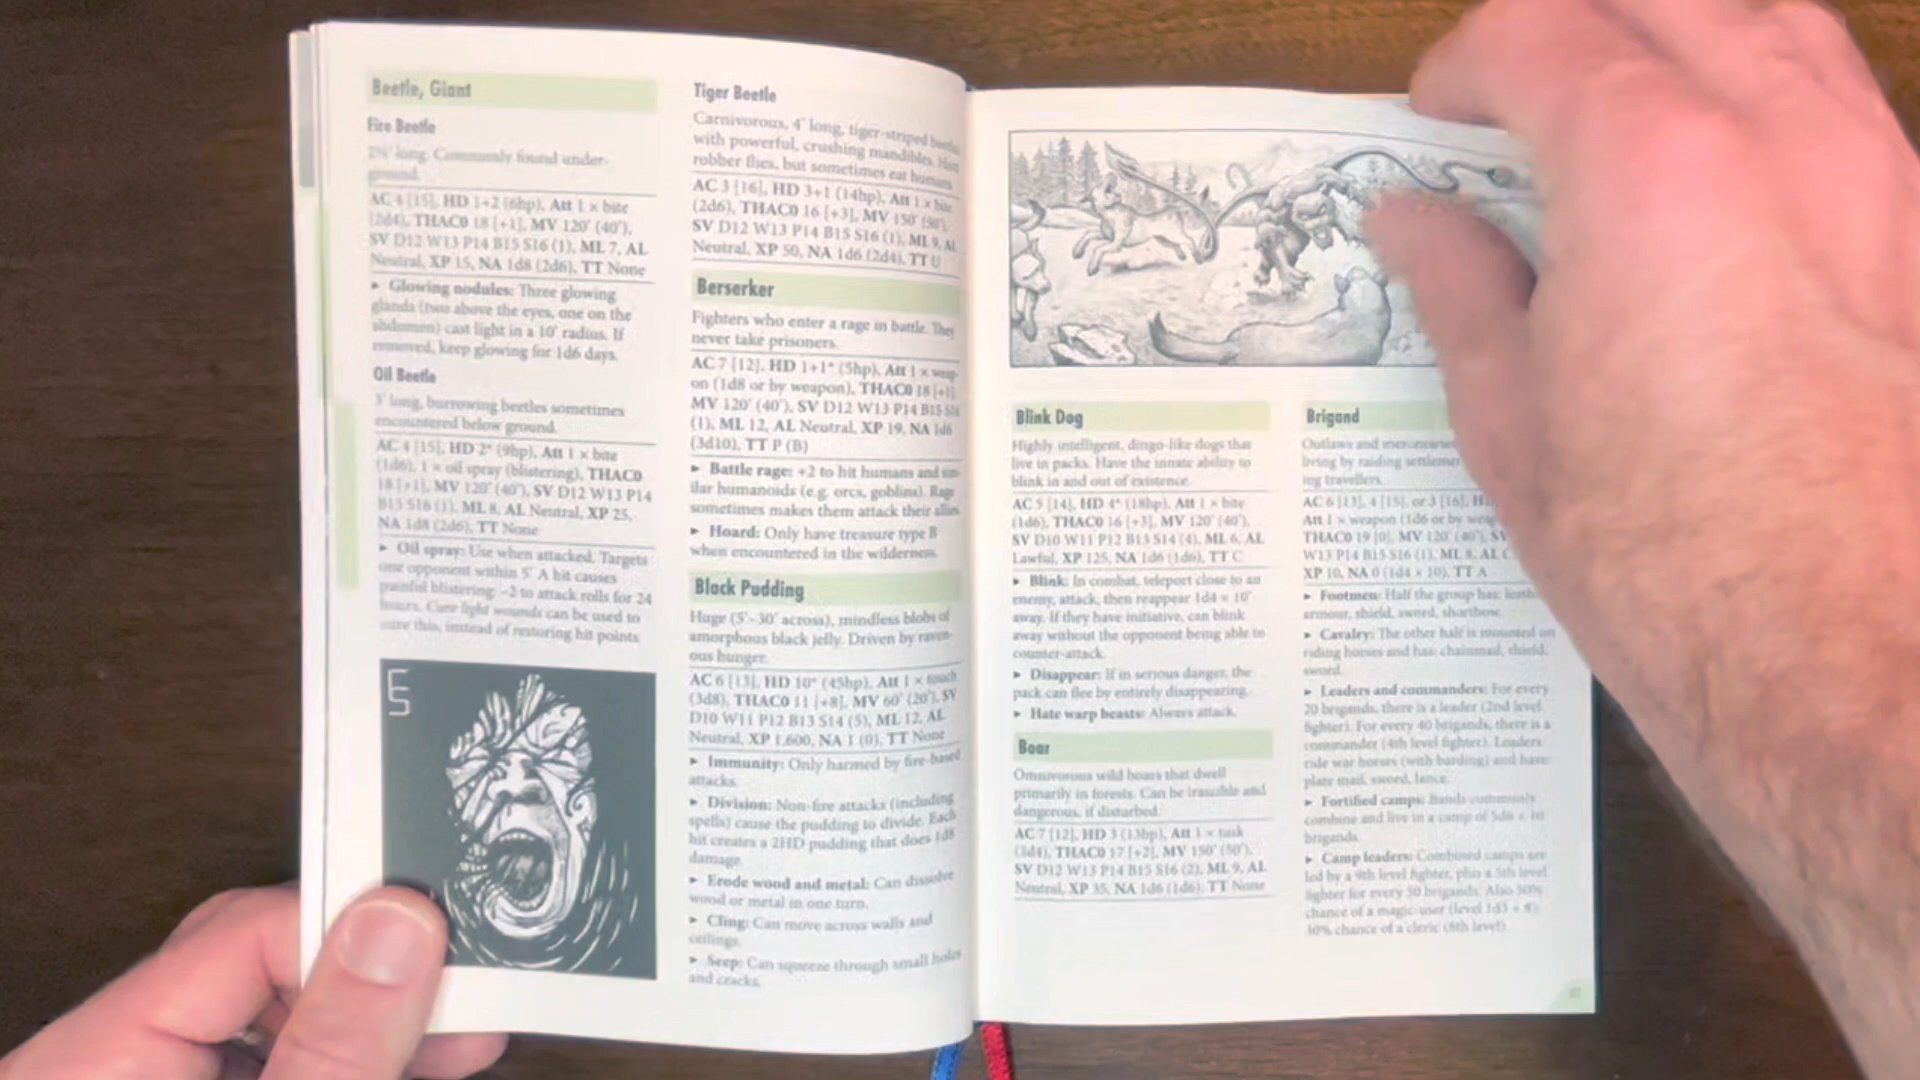 Beetle, Giant
Fire Beetle
2½' long. Commonly found under-
ground.
AC 4 [15], HD 1+2 (6hp), Att 1 × bite
(2d4), THAC0 18 [+1], MV 120' (40'),
SV D12 W13 P14 B15 S16 (1), ML 7, AL
Neutral, XP 15, NA 1d8 (2d6), TT None
▶ Glowing nodules: Three glowing
glands (two above the eyes, one on the
abdomen) cast light in a 10' radius. If
removed, keep glowing for 1d6 days.
Oil Beetle
3' long, burrowing beetles sometimes
encountered below ground.
AC 4 [15], HD 2* (9hp), Att 1 × bite
(1d6), 1 × oil spray (blistering), THAC0
18 [+1], MV 120' (40'), SV D12 W13 P14
B15 S16 (1), ML 8, AL Neutral, XP 25,
NA 1d8 (2d6), TT None
▶ Oil spray: Use when attacked. Targets
one opponent within 5'. A hit causes
painful blistering: -2 to attack rolls for 24
hours. Cure light wounds can be used to
cure this, instead of restoring hit points.
Tiger Beetle
Carnivorous, 4' long, tiger-striped beetles
with powerful, crushing mandibles. Hunt
robber flies, but sometimes eat humans.
AC 3 [16], HD 3+1 (14hp), Att 1 × bite
(2d6), THAC0 16 [+3], MV 150' (50'),
SV D12 W13 P14 B15 S16 (1), ML 9, AL
Neutral, XP 50, NA 1d6 (2d4), TT U
Berserker
Fighters who enter a rage in battle. They
never take prisoners.
AC 7 [12], HD 1+1* (5hp), Att 1 × weap-
on (1d8 or by weapon), THAC0 18 [+1],
MV 120' (40'), SV D12 W13 P14 B15 S16
(1), ML 12, AL Neutral, XP 19, NA 1d6
(3d10), TT P (B)
▶ Battle rage: +2 to hit humans and sim-
ilar humanoids (e.g. orcs, goblins). Rage
sometimes makes them attack their allies.
▶ Hoard: Only have treasure type B
when encountered in the wilderness.
Black Pudding
Huge (5'-30' across), mindless blobs of
amorphous black jelly. Driven by raven-
ous hunger.
AC 6 [13], HD 10* (45hp), Att 1 × touch
(3d8), THAC0 11 [+8], MV 60' (20'), SV
D10 W11 P12 B13 S14 (5), ML 12, AL
Neutral, XP 1,600, NA 1 (0), TT None
▶ Immunity: Only harmed by fire-based
attacks.
▶ Division: Non-fire attacks (including
spells) cause the pudding to divide. Each
hit creates a 2HD pudding that does 1d8
damage.
▶ Erode wood and metal: Can dissolve
wood or metal in one turn.
▶ Cling: Can move across walls and
ceilings.
▶ Seep: Can squeeze through small holes
and cracks.
Blink Dog
Highly intelligent, dingo-like dogs that
live in packs. Have the innate ability to
blink in and out of existence.
AC 5 [14], HD 4* (18hp), Att 1 × bite
(1d6), THAC0 16 [+3], MV 120' (40'),
SV D10 W11 P12 B13 S14 (4), ML 6, AL
Lawful, XP 125, NA 1d6 (1d6), TT C
▶ Blink: In combat, teleport close to an
enemy, attack, then reappear 1d4 × 10'
away. If they have initiative, can blink
away without the opponent being able to
counter-attack.
▶ Disappear: If in serious danger, the
pack can flee by entirely disappearing.
▶ Hate warp beasts: Always attack.
Boar
Omnivorous wild boars that dwell
primarily in forests. Can be irascible and
dangerous, if disturbed.
AC 7 [12], HD 3 (13hp), Att 1 × tusk
(2d4), THAC0 17 [+2], MV 150' (50'),
SV D12 W13 P14 B15 S16 (2), ML 9, AL
Neutral, XP 35, NA 1d6 (1d6), TT None
Brigand
Outlaws and mercenaries
living by raiding
ing travellers.
AC 6 [13], 4 [15], or 3 [16],
Att 1 × weapon (1d6 or by
THAC0 19 [0], MV 120' (40'), SV
W13 P14 B15 S16 (1), ML 8, AL
XP 10, NA 0 (1d4 × 10), TT A
▶ Footmen: Half the group has:
armour, shield, sword, shortbow.
▶ Cavalry: The other half is mounted on
riding horses and has: chainmail, shield,
sword.
▶ Leaders and commanders: For every
20 brigands, there is a leader (2nd level
fighter). For every 40 brigands, there is a
commander (4th level fighter). Leaders
ride war horses (with barding) and have:
plate mail, sword, lance.
▶ Fortified camps: Bands commonly
combine and live in a camp of 5d6 × 10
brigands.
▶ Camp leaders: Combined camps are
led by a 9th level fighter, plus a 5th level
fighter for every 50 brigands. Also 50%
chance of a magic-user (level 1d3 + 8)
30% chance of a cleric (8th level)